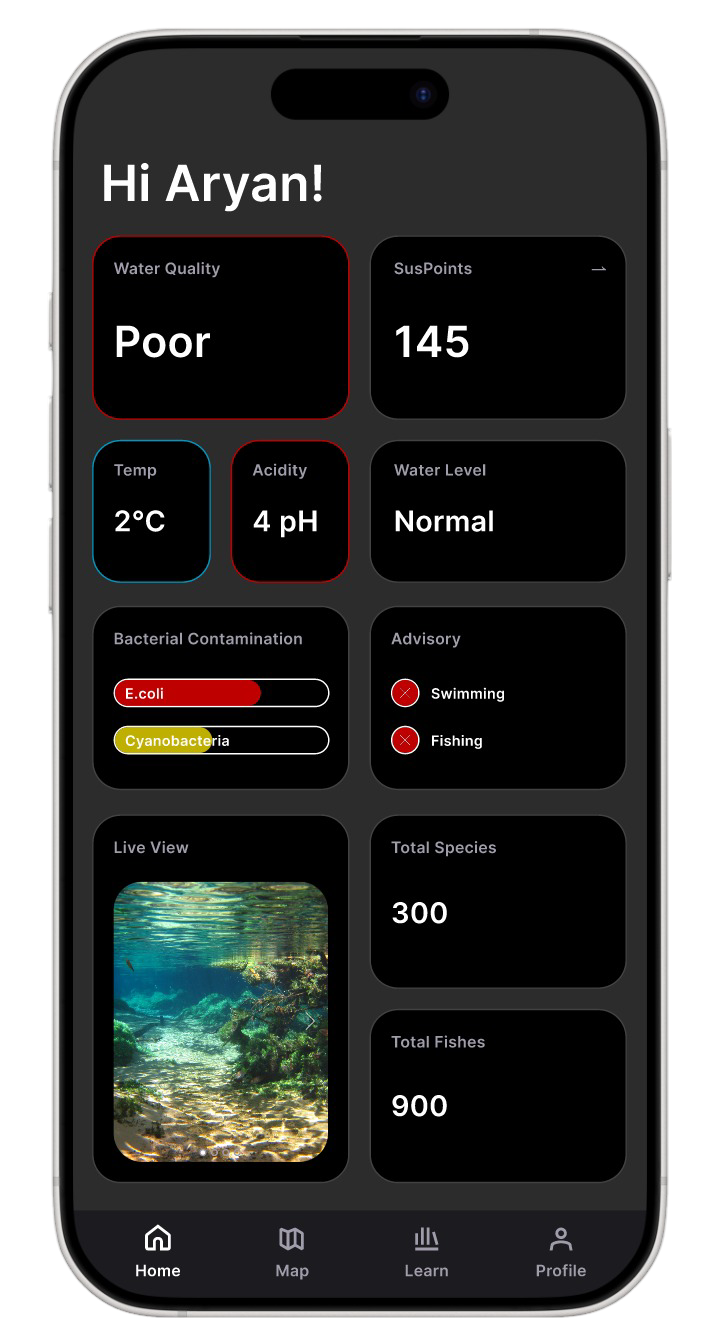 Hi Aryan!
Water Quality
Poor
SusPoints
145
Temp
2°C
Acidity
4 pH
Water Level
Normal
Bacterial Contamination
E.coli
Cyanobacteria
Advisory
Swimming
Fishing
Live View
Total Species
300
Total Fishes
900
Home
Map
Learn
Profile